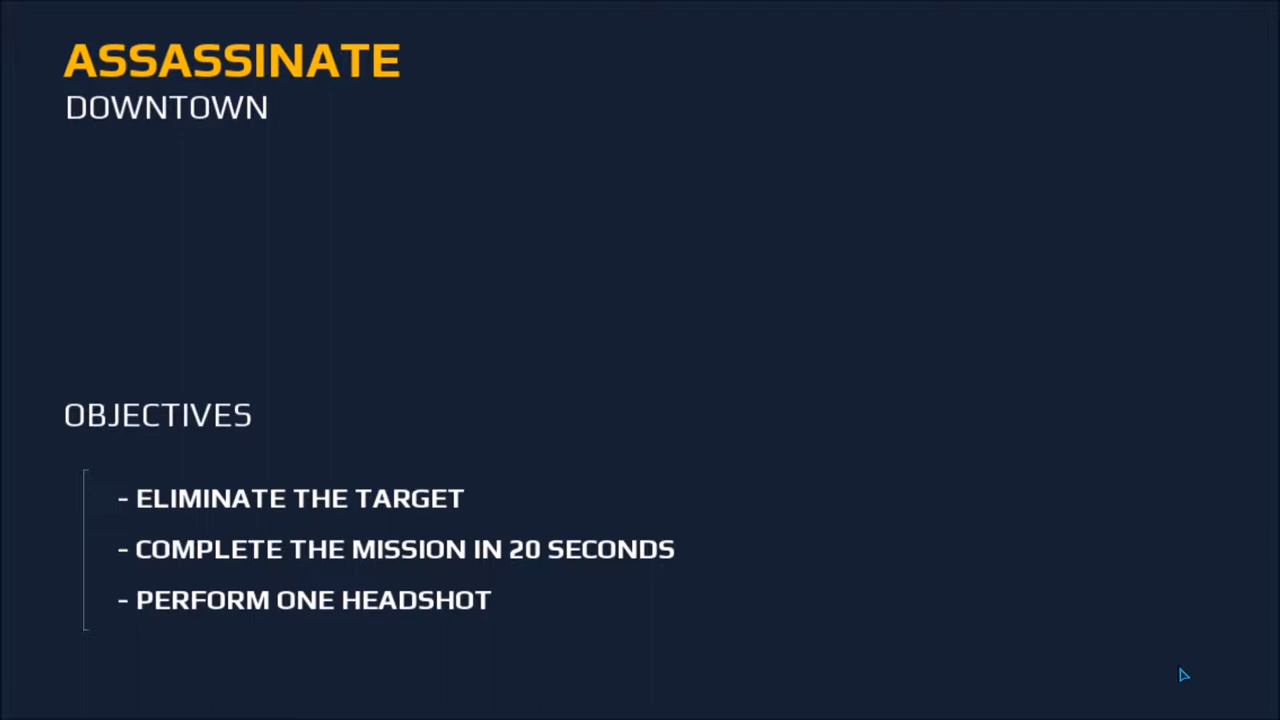 ASSASSINATE
DOWNTOWN
OBJECTIVES
- ELIMINATE THE TARGET
- COMPLETE THE MISSION IN 20 SECONDS
- PERFORM ONE HEADSHOT